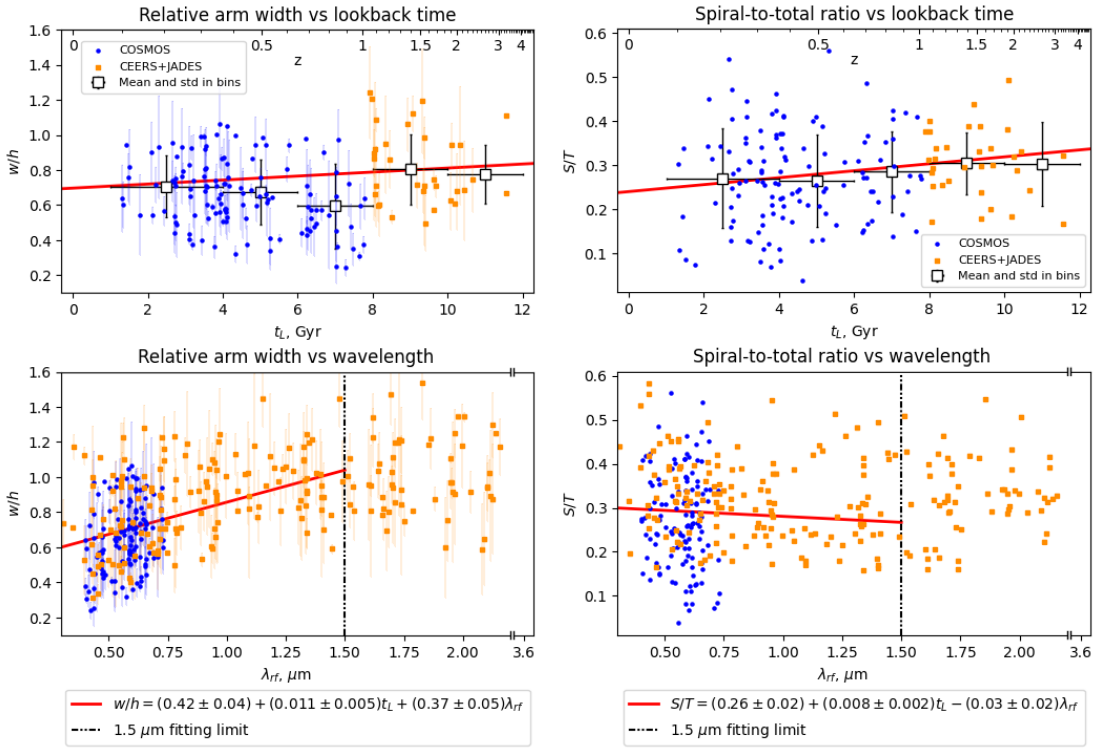 Relative arm width vs lookback time
0 0.5 1 1.5 2 3 4
z
COSMOS
CEERS+JADES
Mean and std in bins
w/h
1.6
1.4
1.2
1.0
0.8
0.6
0.4
0.2
0 2 4 6 8 10 12
t_L, Gyr
Spiral-to-total ratio vs lookback time
0 0.5 1 1.5 2 3 4
z
S/T
0.6
0.5
0.4
0.3
0.2
0.1
COSMOS
CEERS+JADES
Mean and std in bins
0 2 4 6 8 10 12
t_L, Gyr
Relative arm width vs wavelength
w/h
1.6
1.4
1.2
1.0
0.8
0.6
0.4
0.2
0.50 0.75 1.00 1.25 1.50 1.75 2.00 3.6
λ_rf, μm
w/h = (0.42 ± 0.04) + (0.011 ± 0.005)t_L + (0.37 ± 0.05)λ_rf
1.5 μm fitting limit
Spiral-to-total ratio vs wavelength
S/T
0.6
0.5
0.4
0.3
0.2
0.1
0.50 0.75 1.00 1.25 1.50 1.75 2.00 3.6
λ_rf, μm
S/T = (0.26 ± 0.02) + (0.008 ± 0.002)t_L − (0.03 ± 0.02)λ_rf
1.5 μm fitting limit